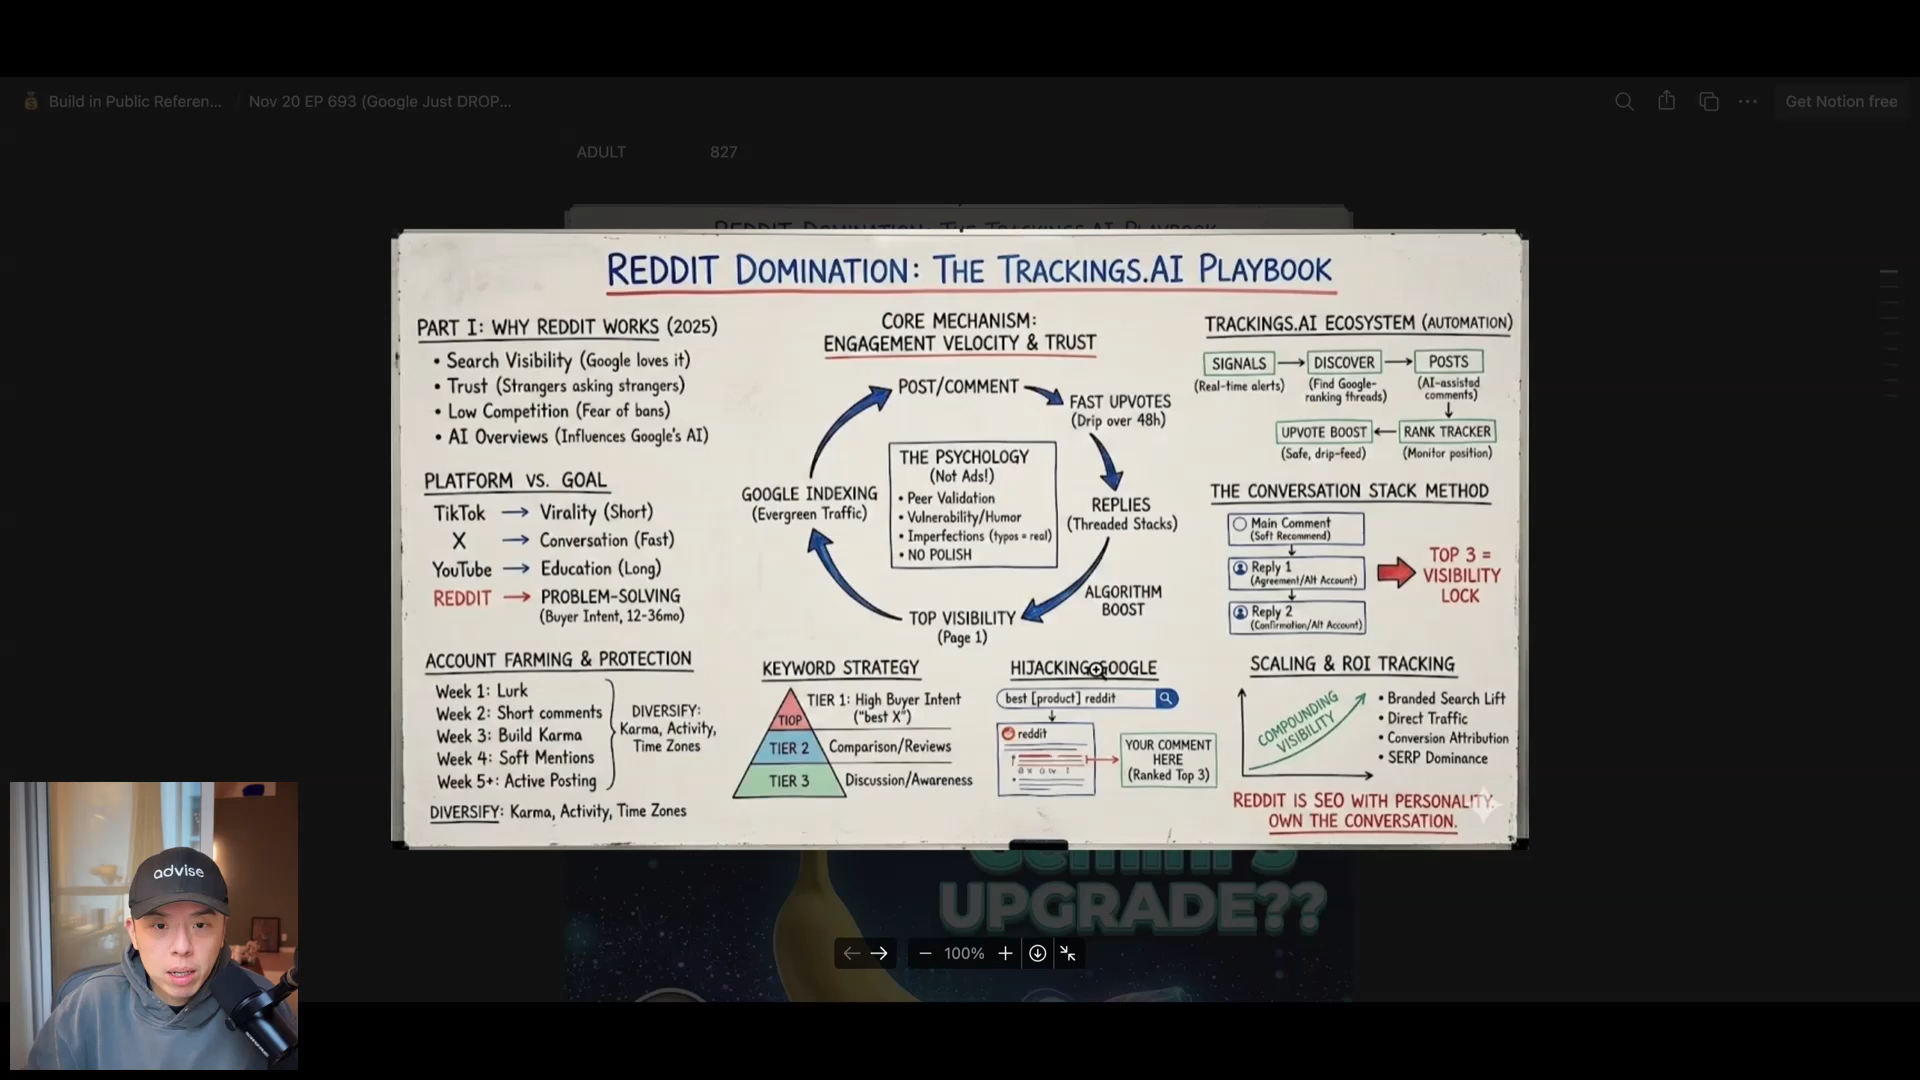 Build in Public Referen...
Nov 20 EP 693 (Google Just DROP...
Get Notion free
ADULT 827
REDDIT DOMINATION: THE TRACKINGS.AI PLAYBOOK
PART I: WHY REDDIT WORKS (2025)
• Search Visibility (Google loves it)
• Trust (Strangers asking strangers)
• Low Competition (Fear of bans)
• AI Overviews (Influences Google's AI)
PLATFORM VS. GOAL
TikTok → Virality (Short)
X → Conversation (Fast)
YouTube → Education (Long)
REDDIT → PROBLEM-SOLVING
(Buyer Intent, 12-36mo)
ACCOUNT FARMING & PROTECTION
Week 1: Lurk
Week 2: Short comments
Week 3: Build Karma
Week 4: Soft Mentions
Week 5+: Active Posting
DIVERSIFY:
Karma, Activity,
Time Zones
DIVERSIFY: Karma, Activity, Time Zones
CORE MECHANISM:
ENGAGEMENT VELOCITY & TRUST
POST/COMMENT
FAST UPVOTES
(Drip over 48h)
REPLIES
(Threaded Stacks)
ALGORITHM
BOOST
TOP VISIBILITY
(Page 1)
GOOGLE INDEXING
(Evergreen Traffic)
THE PSYCHOLOGY
(Not Ads!)
• Peer Validation
• Vulnerability/Humor
• Imperfections (typos = real)
• NO POLISH
KEYWORD STRATEGY
TIOP
TIER 1: High Buyer Intent
("best X")
TIER 2
Comparison/Reviews
TIER 3
Discussion/Awareness
HIJACKING GOOGLE
best [product] reddit
reddit
YOUR COMMENT
HERE
(Ranked Top 3)
TRACKINGS.AI ECOSYSTEM (AUTOMATION)
SIGNALS
(Real-time alerts)
DISCOVER
(Find Google-
ranking threads)
POSTS
(AI-assisted
comments)
UPVOTE BOOST
(Safe, drip-feed)
RANK TRACKER
(Monitor position)
THE CONVERSATION STACK METHOD
Main Comment
(Soft Recommend)
Reply 1
(Agreement/Alt Account)
Reply 2
(Confirmation/Alt Account)
TOP 3 =
VISIBILITY
LOCK
SCALING & ROI TRACKING
COMPOUNDING
VISIBILITY
• Branded Search Lift
• Direct Traffic
• Conversion Attribution
• SERP Dominance
REDDIT IS SEO WITH PERSONALITY.
OWN THE CONVERSATION.
UPGRADE??
100%
advise